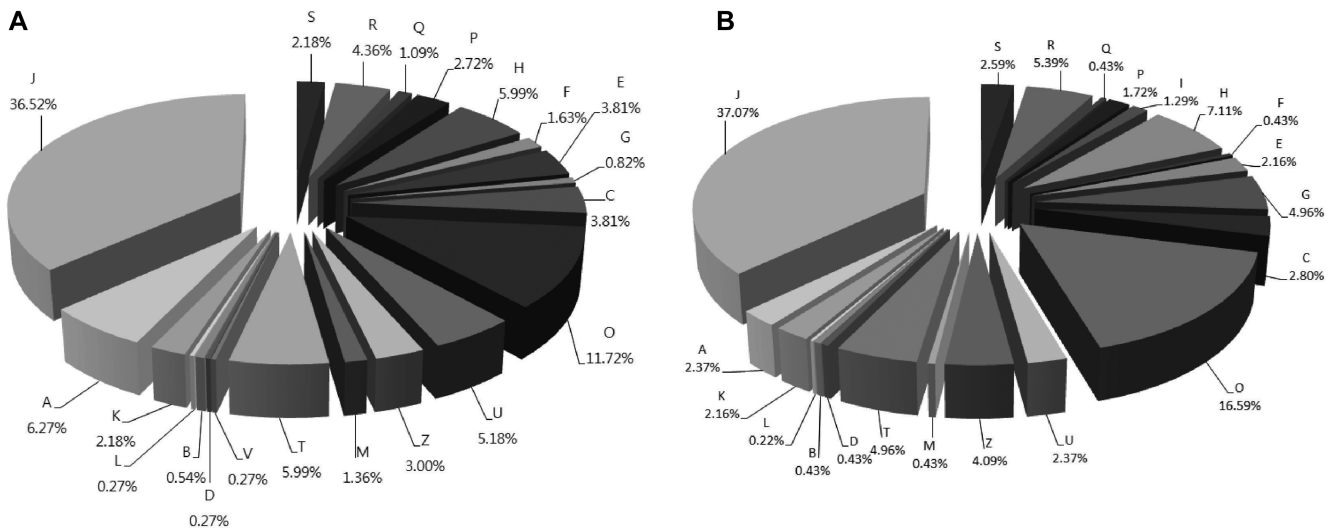 A
S
2.18%
R
4.36%
Q
1.09%
P
2.72%
H
5.99%
F
1.63%
E
3.81%
G
0.82%
C
3.81%
O
11.72%
U
5.18%
Z
3.00%
M
1.36%
T
5.99%
V
0.27%
D
0.27%
B
0.54%
L
0.27%
K
2.18%
A
6.27%
J
36.52%
B
S
2.59%
R
5.39%
Q
0.43%
P
1.72%
I
1.29%
H
7.11%
F
0.43%
E
2.16%
G
4.96%
C
2.80%
O
16.59%
U
2.37%
Z
4.09%
M
0.43%
T
4.96%
D
0.43%
B
0.43%
L
0.22%
K
2.16%
A
2.37%
J
37.07%